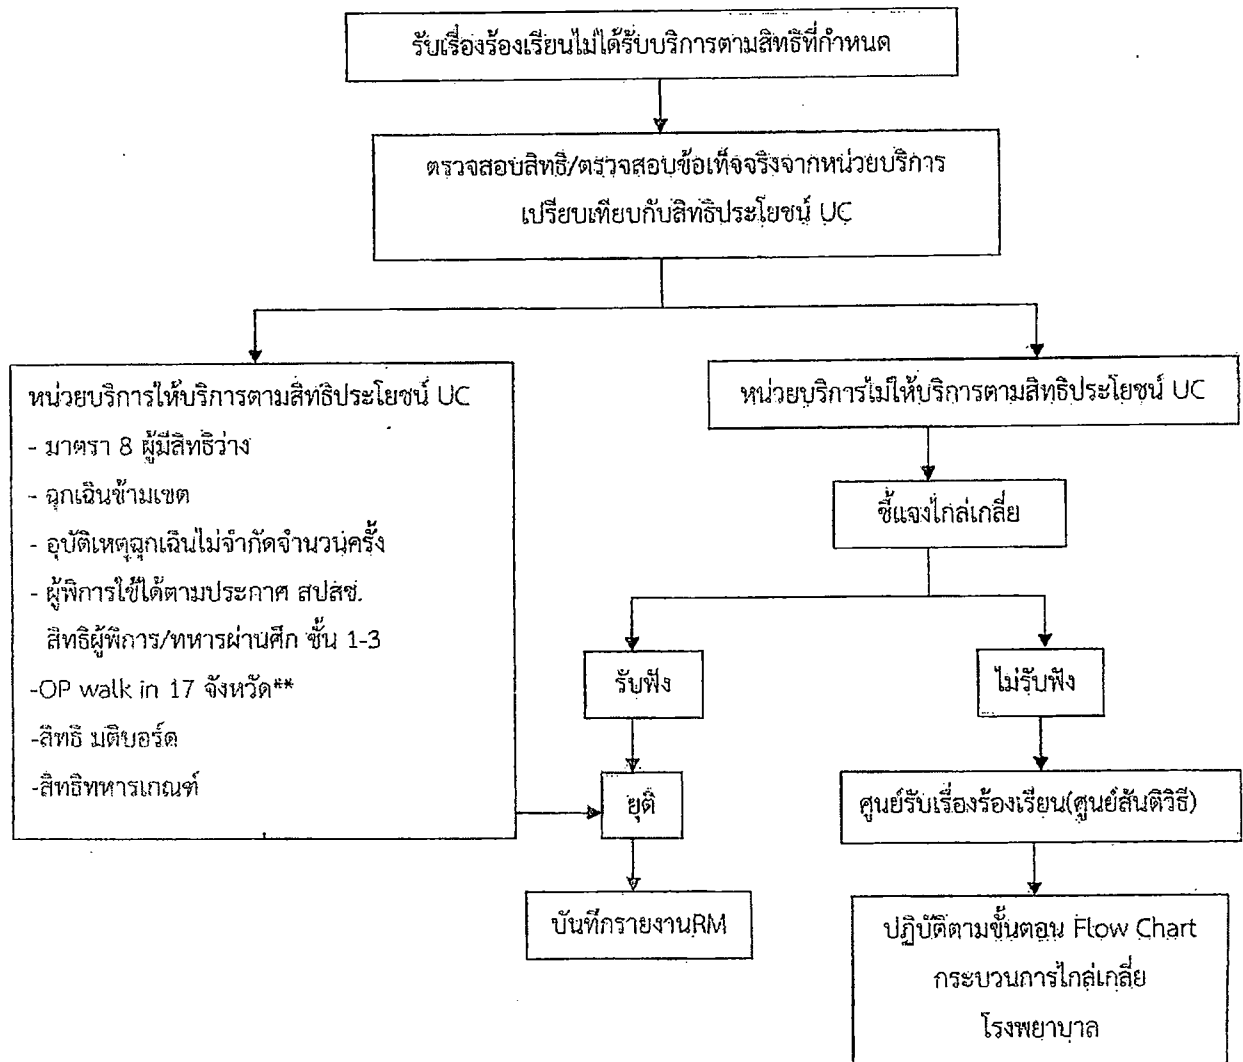 รับเรื่องร้องเรียนไม่ได้รับบริการตามสิทธิที่กำหนด
ตรวจสอบสิทธิ/ตรวจสอบข้อเท็จจริงจากหน่วยบริการ
เปรียบเทียบกับสิทธิประโยชน์ UC
หน่วยบริการให้บริการตามสิทธิประโยชน์ UC
- มาตรา 8 ผู้มีสิทธิว่าง
- ฉุกเฉินข้ามเขต
- อุบัติเหตุฉุกเฉินไม่จำกัดจำนวนครั้ง
- ผู้พิการใช้ได้ตามประกาศ สปสช.
สิทธิผู้พิการ/ทหารผ่านศึก ชั้น 1-3
-OP walk in 17 จังหวัด**
-สิทธิ มติบอร์ด
-สิทธิทหารเกณฑ์
หน่วยบริการไม่ให้บริการตามสิทธิประโยชน์ UC
ชี้แจงไกล่เกลี่ย
รับฟัง
ไม่รับฟัง
ยุติ
ศูนย์รับเรื่องร้องเรียน(ศูนย์สันติวิธี)
บันทึกรายงานRM
ปฏิบัติตามขั้นตอน Flow Chart
กระบวนการไกล่เกลี่ย
โรงพยาบาล